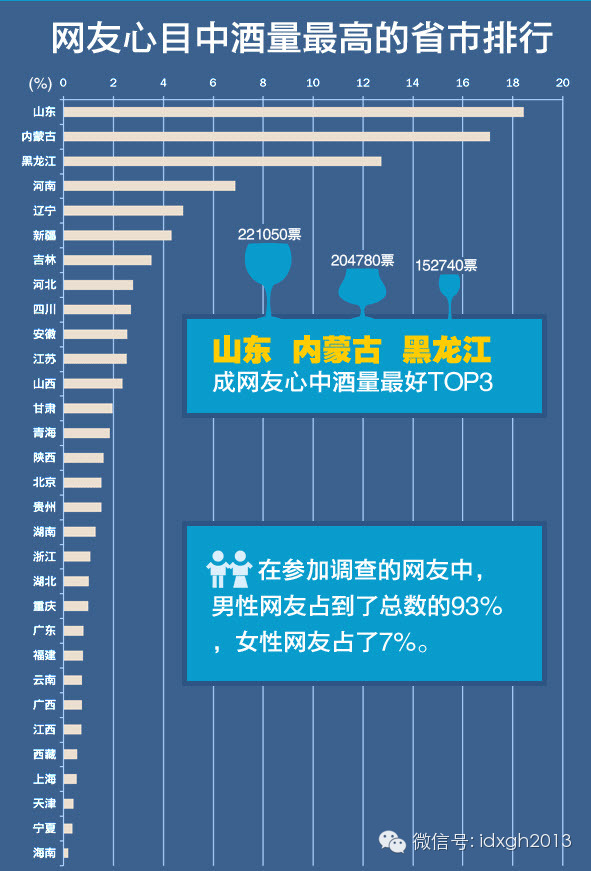 网友心目中酒量最高的省市排行
(%) 0 2 4 6 8 10 12 14 16 18 20
山东
内蒙古
黑龙江
河南
辽宁
新疆
吉林
河北
四川
安徽
江苏
山西
甘肃
青海
陕西
北京
贵州
湖南
浙江
湖北
重庆
广东
福建
云南
广西
江西
西藏
上海
天津
宁夏
海南
221050票
204780票
152740票
山东 内蒙古 黑龙江
成网友心中酒量最好TOP3
在参加调查的网友中，
男性网友占到了总数的93%
，女性网友占了7%。
微信号: idxgh2013